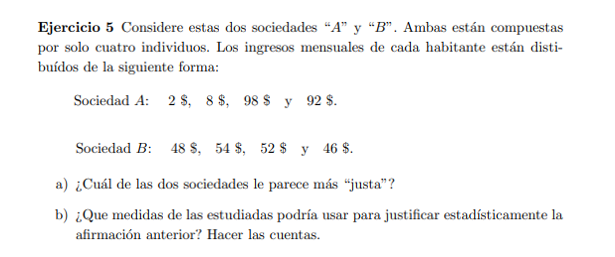 Ejercicio 5 Considere estas dos sociedades “A” y “B”. Ambas están compuestas
por solo cuatro individuos. Los ingresos mensuales de cada habitante están disti-
buídos de la siguiente forma:
Sociedad A: 2 $, 8 $, 98 $ y 92 $.
Sociedad B: 48 $, 54 $, 52 $ y 46 $.
a) ¿Cuál de las dos sociedades le parece más “justa”?
b) ¿Que medidas de las estudiadas podría usar para justificar estadísticamente la
afirmación anterior? Hacer las cuentas.